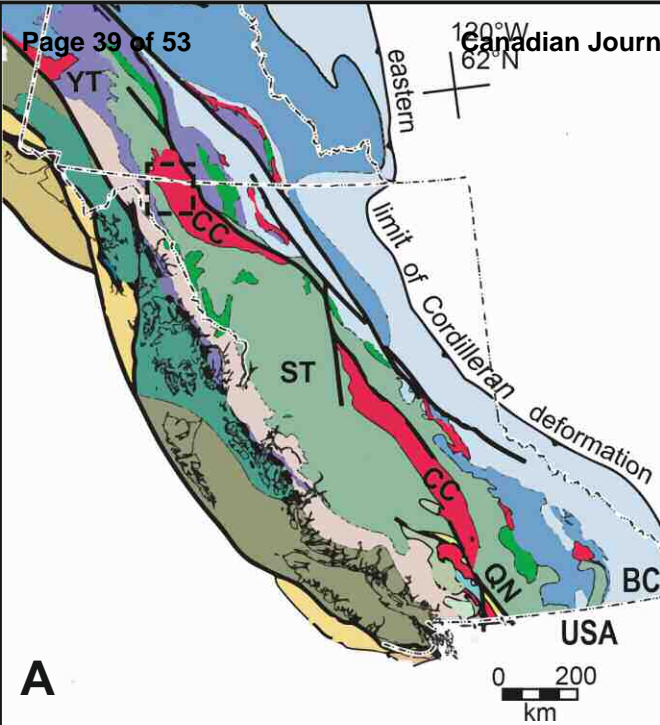 Page 39 of 53
Canadian Journ
120°W
62°N
YT
eastern
limit of Cordilleran deformation
CC
ST
CC
QN
BC
USA
A
0 200
km